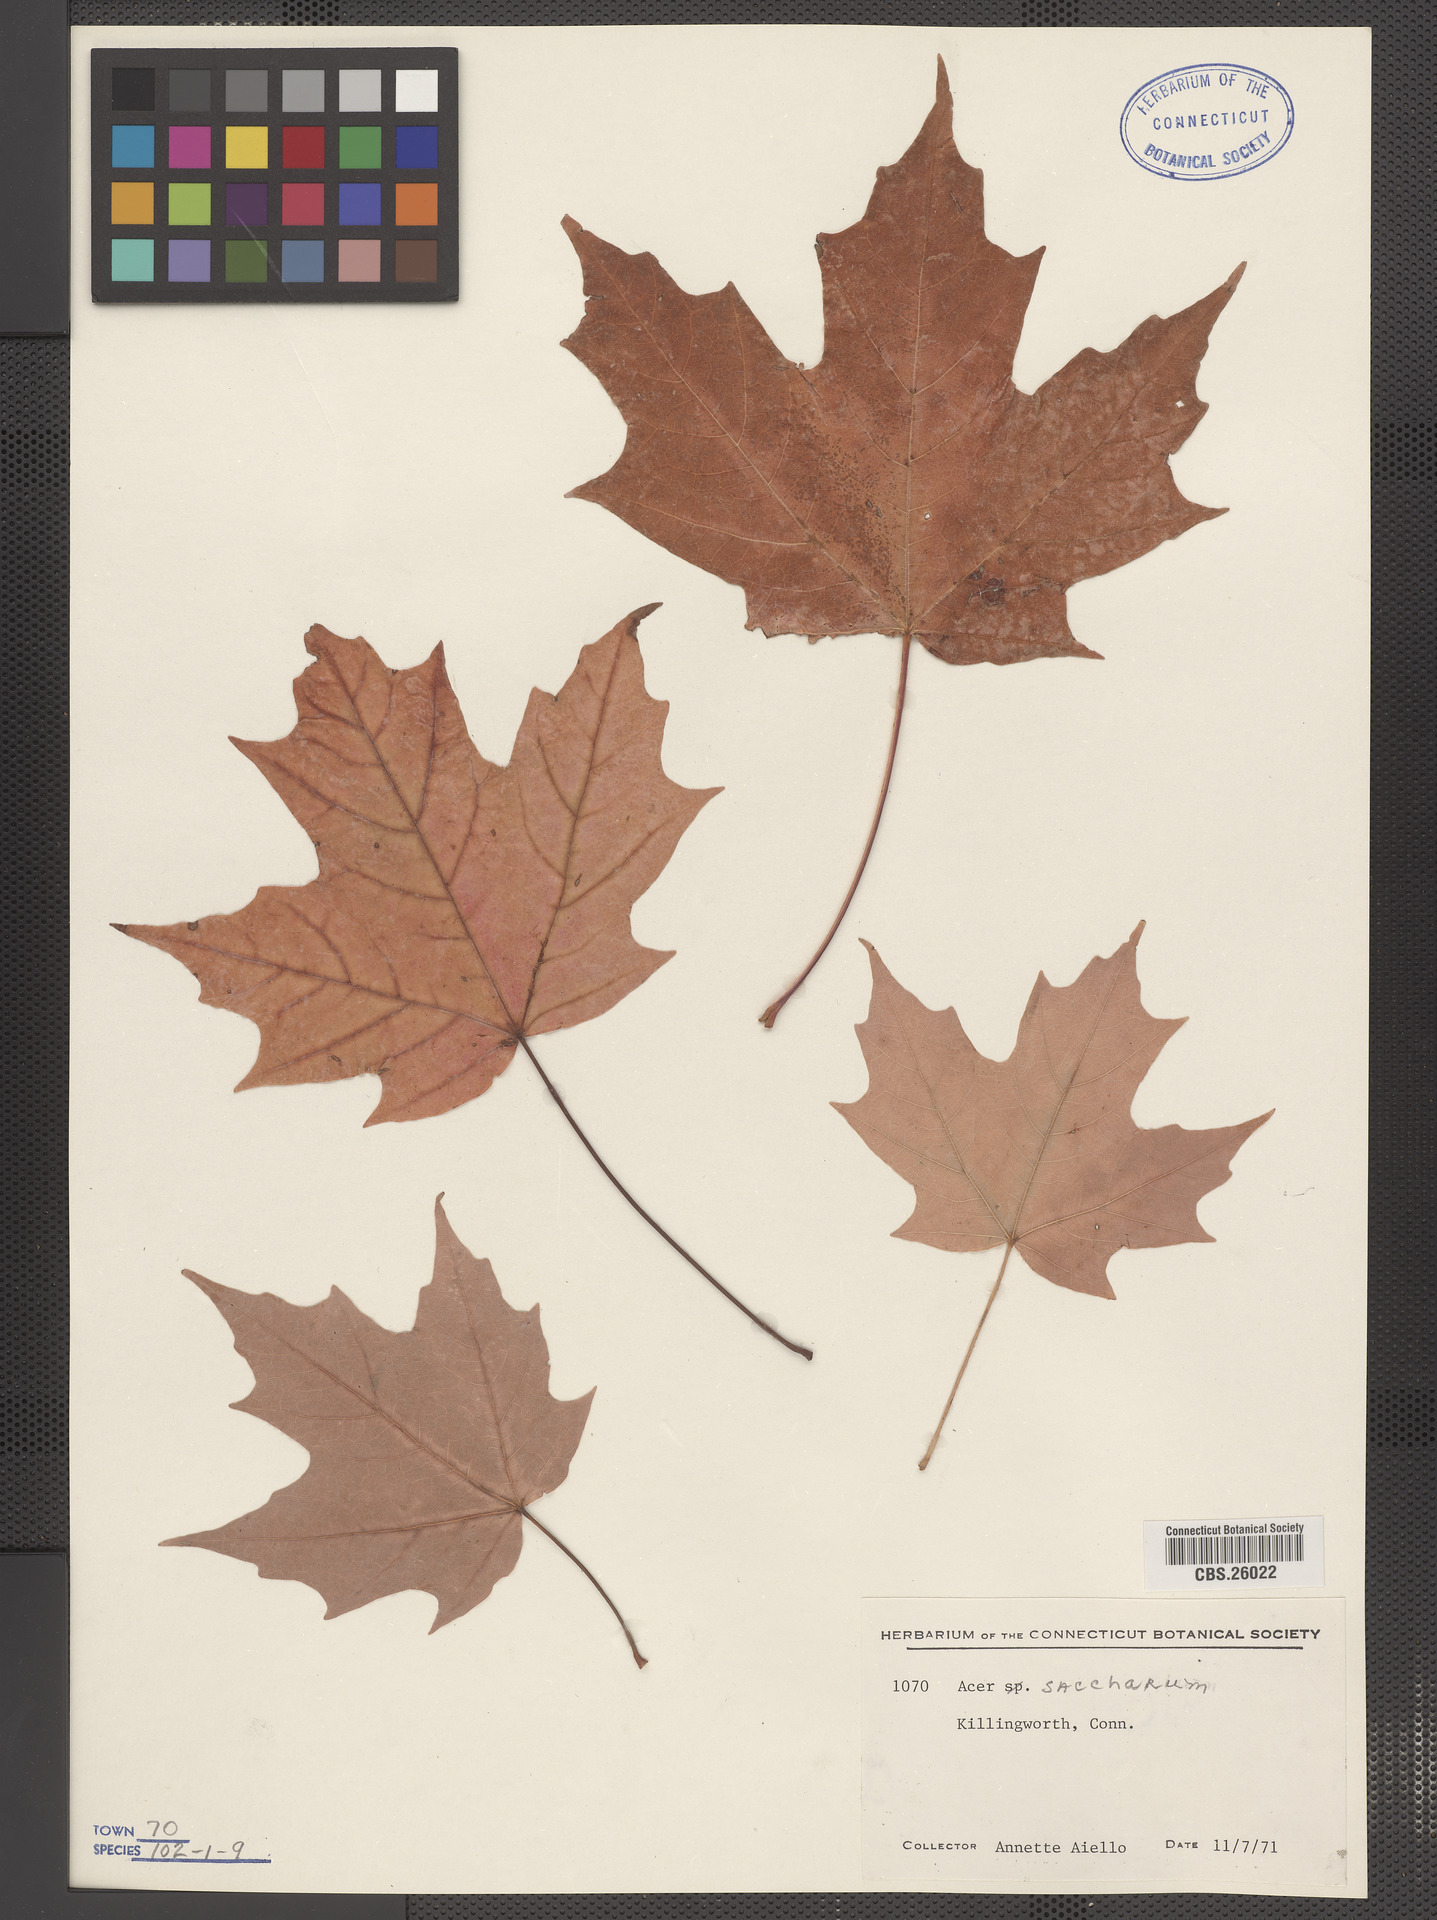 HERBARIUM OF THE
CONNECTICUT
BOTANICAL SOCIETY
Connecticut Botanical Society
CBS.26022
HERBARIUM OF THE CONNECTICUT BOTANICAL SOCIETY
1070 Acer sp. saccharum
Killingworth, Conn.
COLLECTOR Annette Aiello DATE 11/7/71
TOWN 70
SPECIES 102-1-9